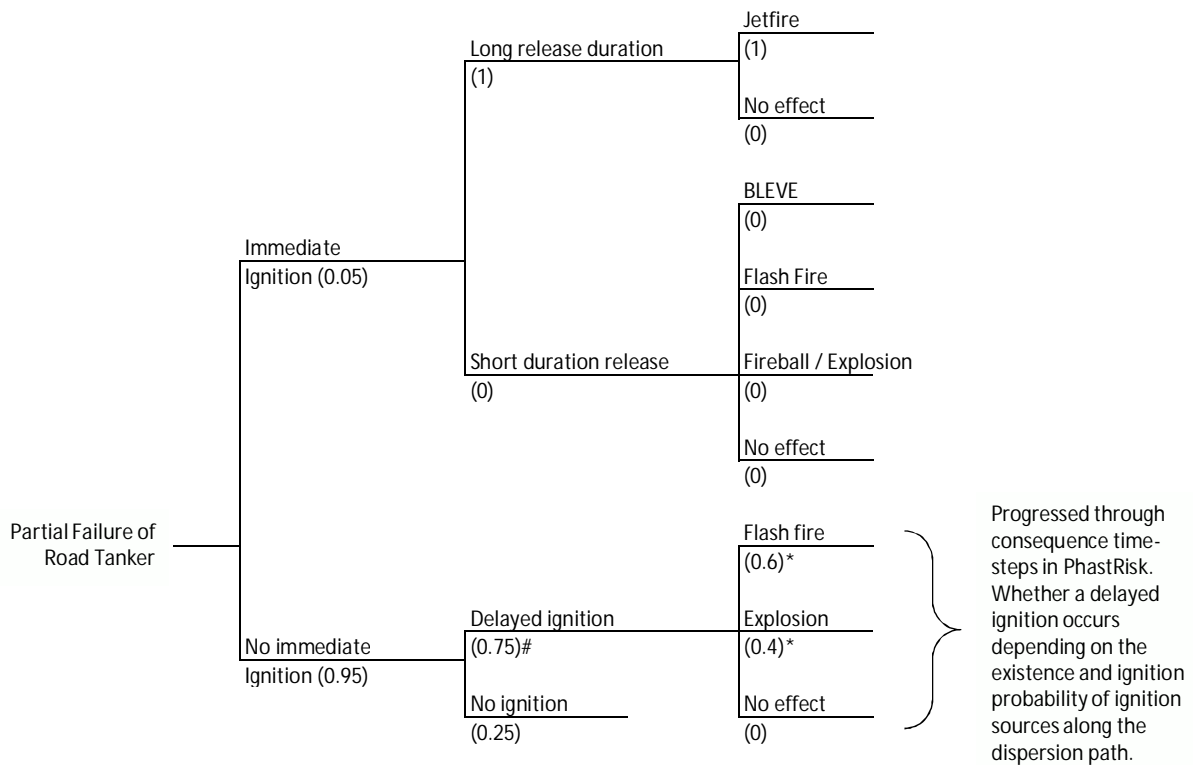 Jetfire
Long release duration
(1)
(1)
No effect
(0)
BLEVE
(0)
Immediate
Ignition (0.05)
Flash Fire
(0)
Short duration release
(0)
Fireball / Explosion
(0)
No effect
(0)
Partial Failure of
Road Tanker
Flash fire
(0.6)*
Delayed ignition
(0.75)#
Explosion
(0.4)*
No immediate
Ignition (0.95)
No ignition
(0.25)
No effect
(0)
Progressed through
consequence time-
steps in PhastRisk.
Whether a delayed
ignition occurs
depending on the
existence and ignition
probability of ignition
sources along the
dispersion path.